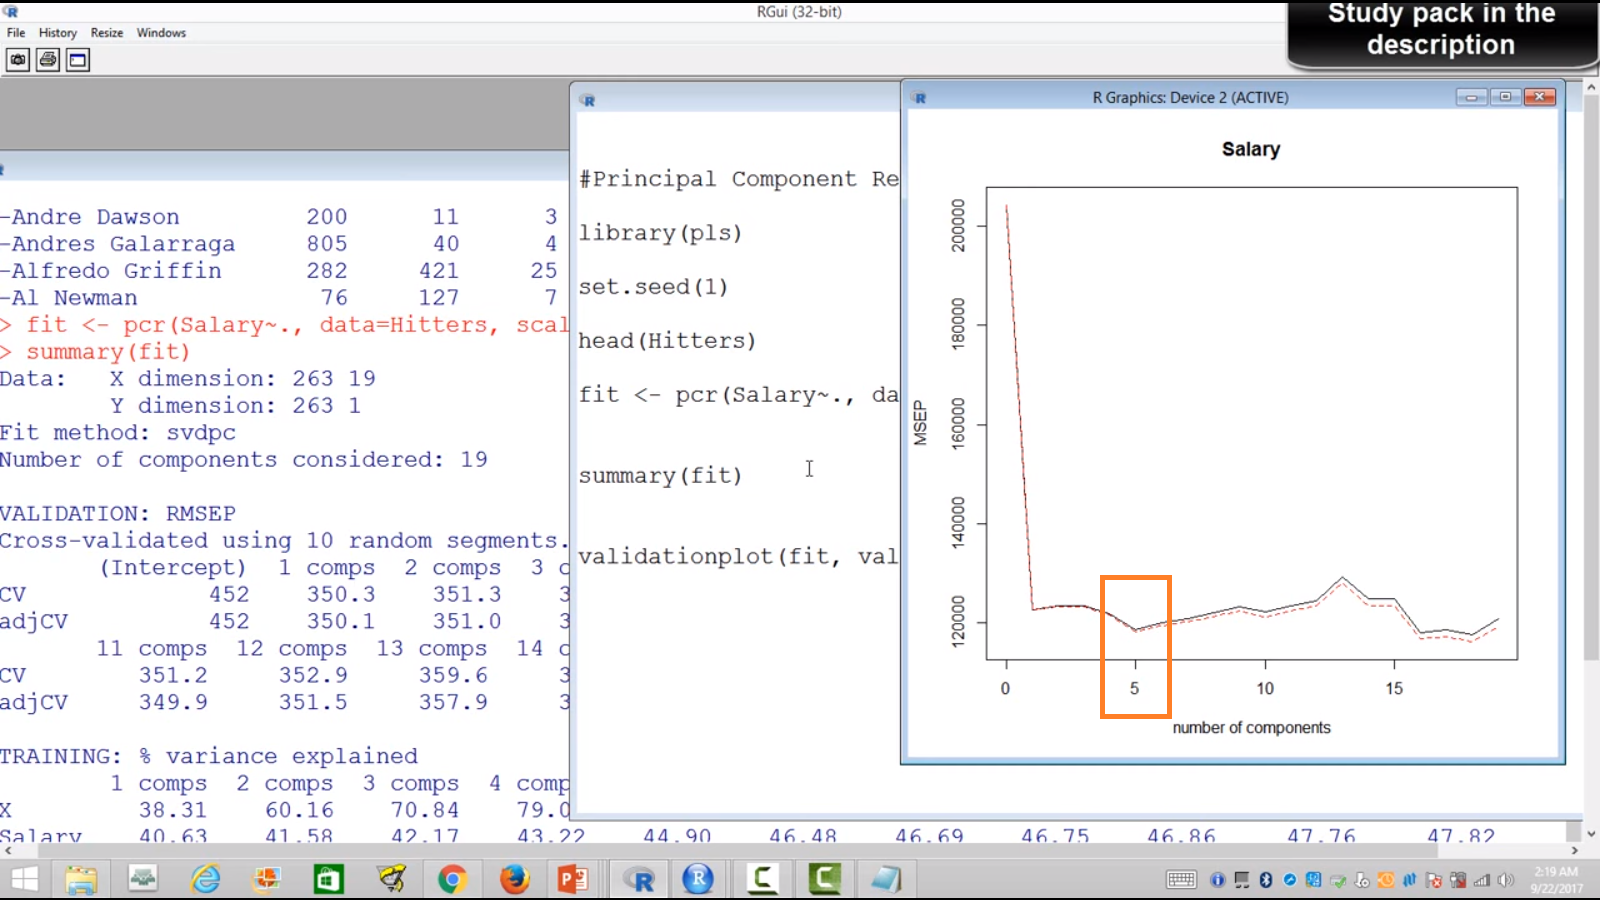 RGui (32-bit)
Study pack in the
description
File History Resize Windows
-Andre Dawson 200 11 3
-Andres Galarraga 805 40 4
-Alfredo Griffin 282 421 25
-Al Newman 76 127 7
> fit <- pcr(Salary~., data=Hitters, scal
> summary(fit)
Data: X dimension: 263 19
Y dimension: 263 1
Fit method: svdpc
Number of components considered: 19
VALIDATION: RMSEP
Cross-validated using 10 random segments.
(Intercept) 1 comps 2 comps 3 c
CV 452 350.3 351.3 3
adjCV 452 350.1 351.0 3
11 comps 12 comps 13 comps 14 c
CV 351.2 352.9 359.6 3
adjCV 349.9 351.5 357.9 3
TRAINING: % variance explained
1 comps 2 comps 3 comps 4 comp
X 38.31 60.16 70.84 79.0
Salary 40.63 41.58 42.17 43.22 44.90 46.48 46.69 46.75 46.86 47.76 47.82
#Principal Component Re
library(pls)
set.seed(1)
head(Hitters)
fit <- pcr(Salary~., da
summary(fit)
validationplot(fit, val
R Graphics: Device 2 (ACTIVE)
Salary
MSEP
200000
180000
160000
140000
120000
0 5 10 15
number of components
2:19 AM
9/22/2017